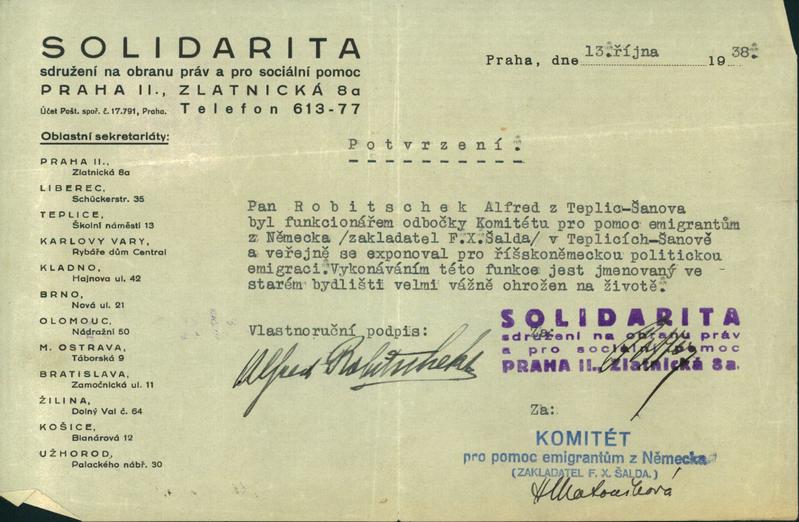 SOLIDARITA
sdružení na obranu práv a pro sociální pomoc
PRAHA II., ZLATNICKÁ 8a
Účet Pošt. spoř. č. 17.791, Praha. Telefon 613-77
Praha, dne 13.října 1938.
Oblastní sekretariáty:
PRAHA II.,
Zlatnická 8a
LIBEREC,
Schückerstr. 35
TEPLICE,
Školní náměstí 13
KARLOVY VARY,
Rybáře dům Central
KLADNO,
Hajnova ul. 42
BRNO,
Nová ul. 21
OLOMOUC,
Nádražní 50
M. OSTRAVA,
Táborská 9
BRATISLAVA,
Zamočnická ul. 11
ŽILINA,
Dolný Val č. 64
KOŠICE,
Blanárová 12
UŽHOROD,
Palackého nábř. 30
Potvrzení.
Pan Robitschek Alfred z Teplic-Šanova
byl funkcionářem odbočky Komitétu pro pomoc emigrantům
z Německa /zakladatel F.X.Šalda/ v Teplicích-Šanově
a veřejně se exponoval pro říšskoněmeckou politickou
emigraci.Vykonáváním této funkce jest jmenovaný ve
starém bydlišti velmi vážně ohrožen na životě.
Vlastnoruční podpis:
Alfred Robitschek
Za:
SOLIDARITA
sdružení na obranu práv
a pro sociální pomoc
PRAHA II., Zlatnická 8a.
Za:
KOMITÉT
pro pomoc emigrantům z Německa
(ZAKLADATEL F. X. ŠALDA.)